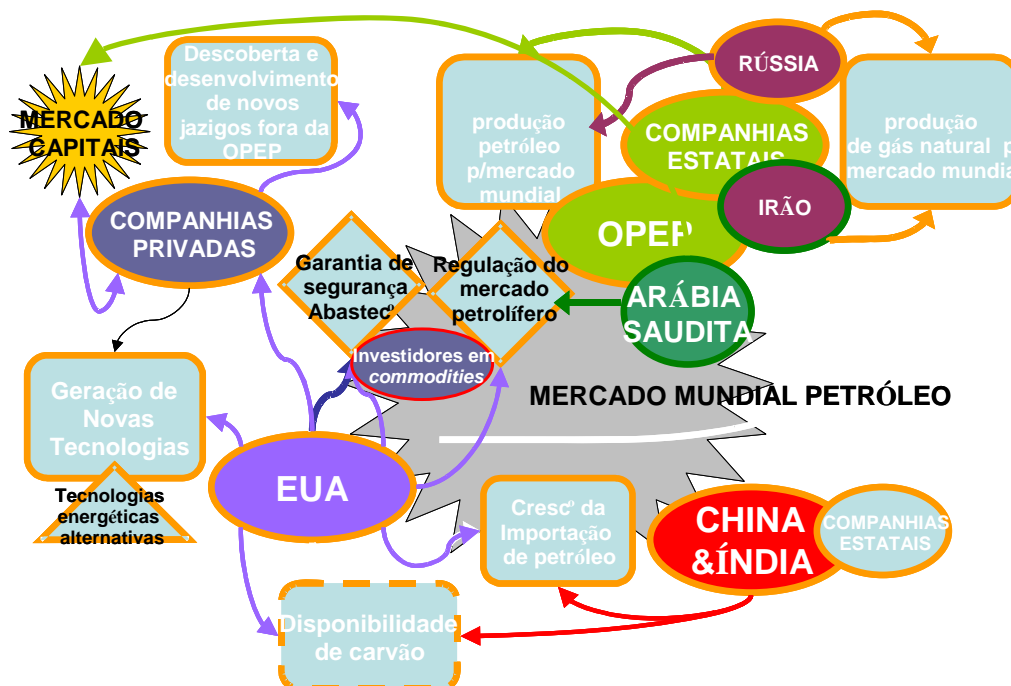 Descoberta e
desenvolvimento
de novos
jazigos fora da
OPEP
MERCADO
CAPITAIS
COMPANHIAS
PRIVADAS
RÚSSIA
produção
petróleo
p/mercado
mundial
COMPANHIAS
ESTATAIS
produção
de gás natural p
mercado mundia
IRÃO
OPEP
Garantia de
segurança
Abastecº
Regulação do
mercado
petrolífero
ARÁBIA
SAUDITA
Investidores em
commodities
MERCADO MUNDIAL PETRÓLEO
Geração de
Novas
Tecnologias
Tecnologias
energéticas
alternativas
EUA
Crescº da
Importação
de petróleo
CHINA
&ÍNDIA
COMPANHIAS
ESTATAIS
Disponibilidade
de carvão